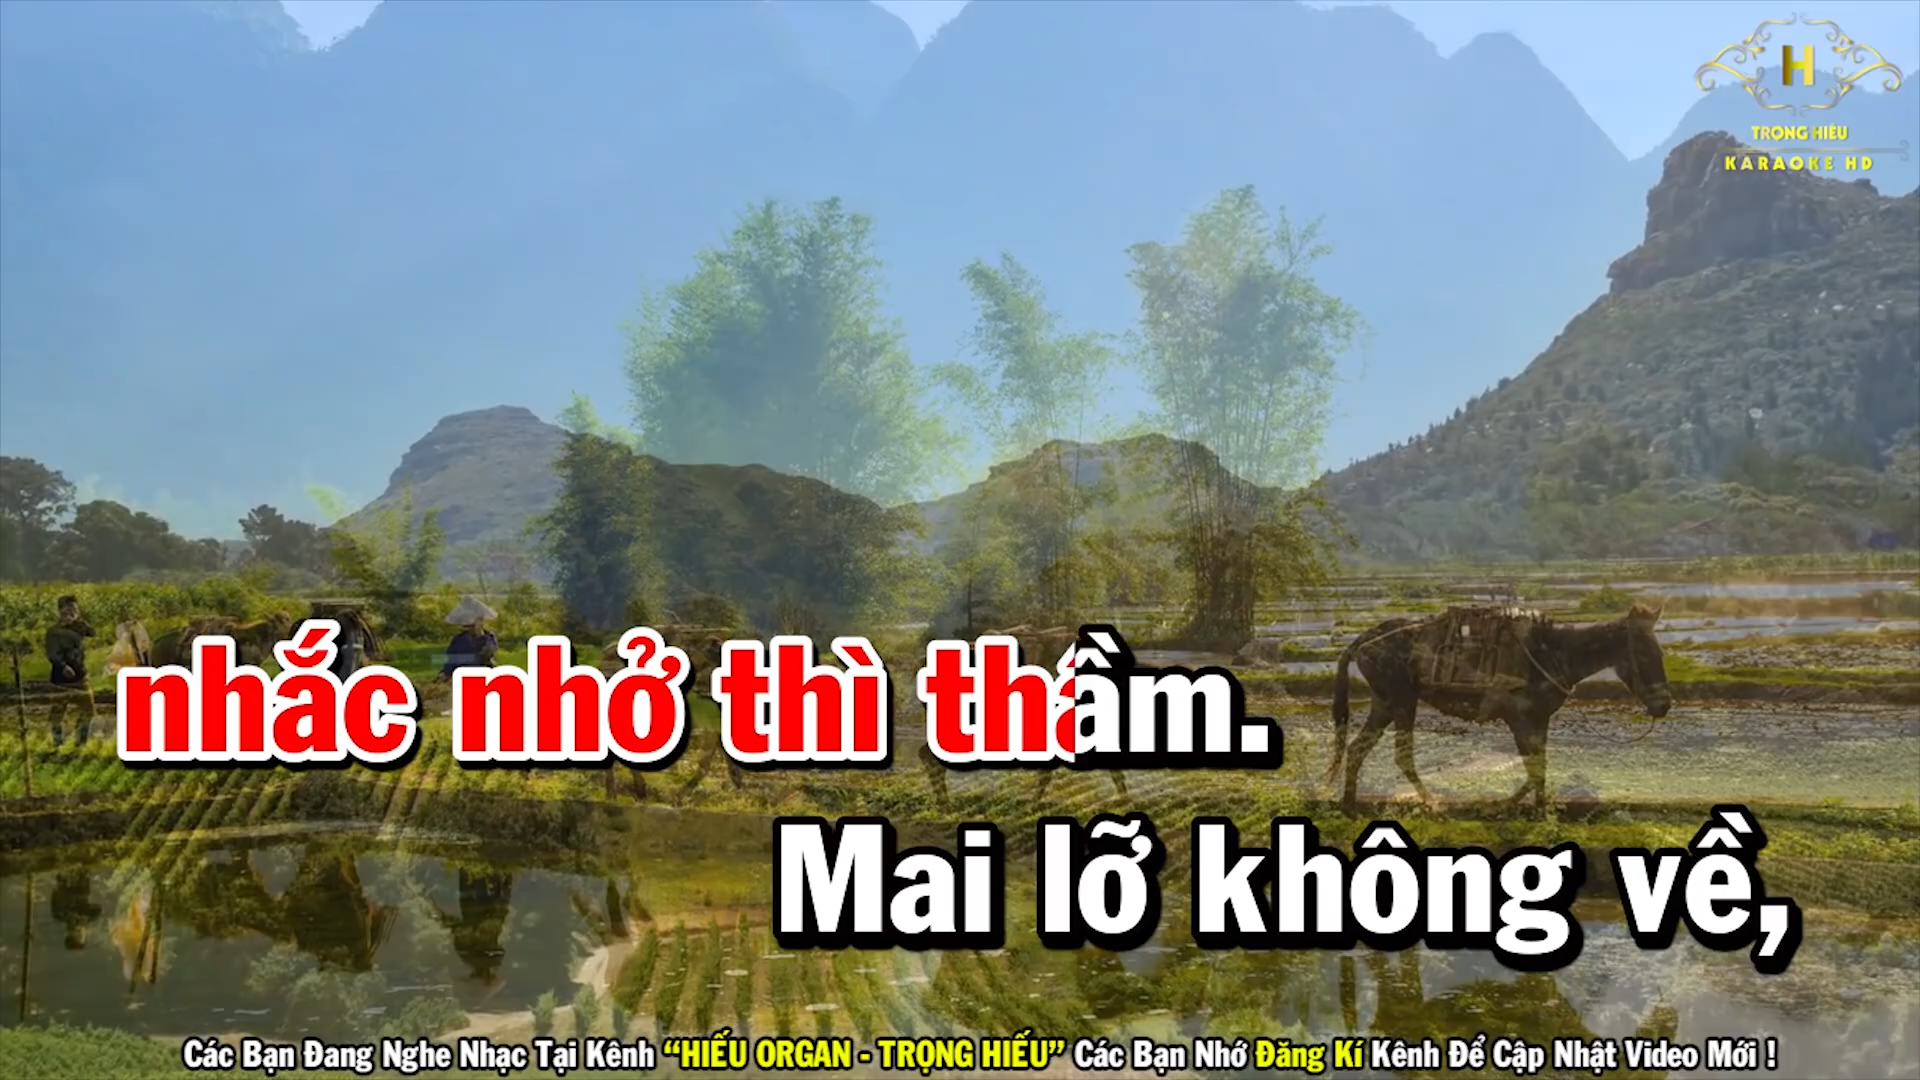 H
TRỌNG HIẾU
KARAOKE HD
nhắc nhở thì thầm.
Mai lỡ không về,
Các Bạn Đang Nghe Nhạc Tại Kênh “HIẾU ORGAN - TRỌNG HIẾU” Các Bạn Nhớ Đăng Kí Kênh Để Cập Nhật Video Mới !